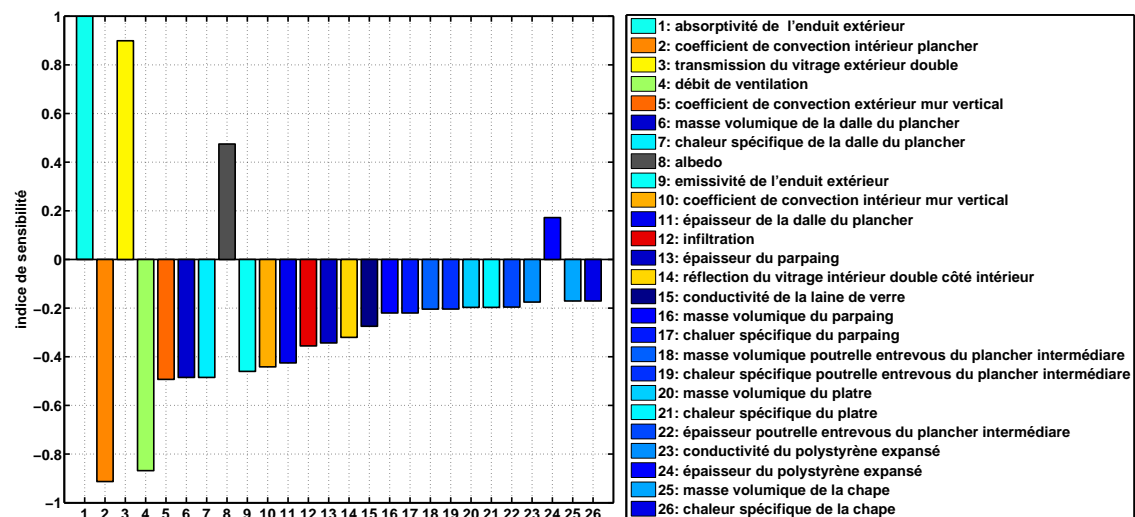 1
0.8
0.6
0.4
0.2
0
−0.2
−0.4
−0.6
−0.8
−1
indice de sensibilité
1 2 3 4 5 6 7 8 9 10 11 12 13 14 15 16 17 18 19 20 21 22 23 24 25 26
1: absorptivité de l'enduit extérieur
2: coefficient de convection intérieur plancher
3: transmission du vitrage extérieur double
4: débit de ventilation
5: coefficient de convection extérieur mur vertical
6: masse volumique de la dalle du plancher
7: chaleur spécifique de la dalle du plancher
8: albedo
9: emissivité de l'enduit extérieur
10: coefficient de convection intérieur mur vertical
11: épaisseur de la dalle du plancher
12: infiltration
13: épaisseur du parpaing
14: réflection du vitrage intérieur double côté intérieur
15: conductivité de la laine de verre
16: masse volumique du parpaing
17: chaluer spécifique du parpaing
18: masse volumique poutrelle entrevous du plancher intermédiare
19: chaleur spécifique poutrelle entrevous du plancher intermédiare
20: masse volumique du platre
21: chaleur spécifique du platre
22: épaisseur poutrelle entrevous du plancher intermédiare
23: conductivité du polystyrène expansé
24: épaisseur du polystyrène expansé
25: masse volumique de la chape
26: chaleur spécifique de la chape